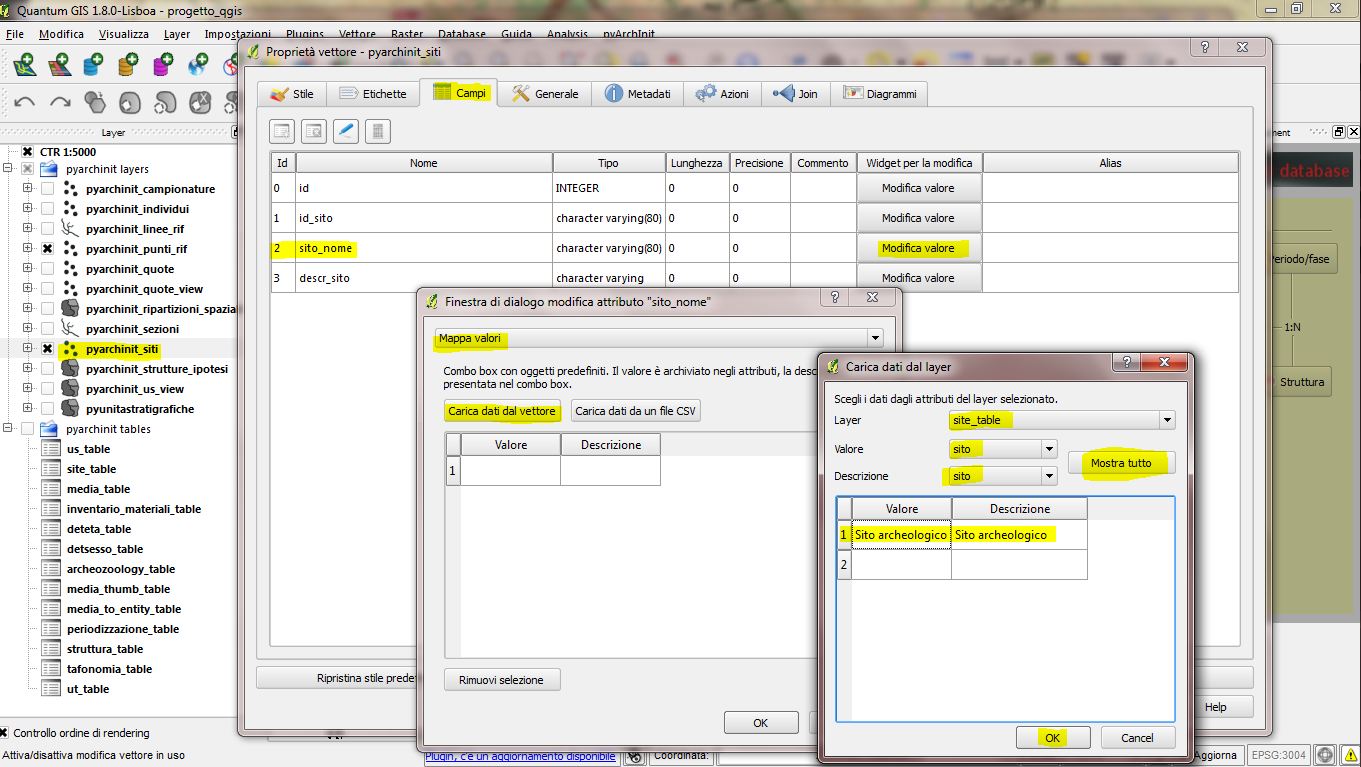 Quantum GIS 1.8.0-Lisboa - progetto_qgis
File Modifica Visualizza Layer Impostazioni Plugins Vettore Raster Database Guida Analysis pyArchInit
Layer
CTR 1:5000
pyarchinit layers
pyarchinit_campionature
pyarchinit_individui
pyarchinit_linee_rif
pyarchinit_punti_rif
pyarchinit_quote
pyarchinit_quote_view
pyarchinit_ripartizioni_spazia
pyarchinit_sezioni
pyarchinit_siti
pyarchinit_strutture_ipotesi
pyarchinit_us_view
pyunitastratigrafiche
pyarchinit tables
us_table
site_table
media_table
inventario_materiali_table
deteta_table
detsesso_table
archeozoology_table
media_thumb_table
media_to_entity_table
periodizzazione_table
struttura_table
tafonomia_table
ut_table
Controllo ordine di rendering
Attiva/disattiva modifica vettore in uso
Proprietà vettore - pyarchinit_siti
Stile Etichette Campi Generale Metadati Azioni Join Diagrammi
Id Nome Tipo Lunghezza Precisione Commento Widget per la modifica Alias
0 id INTEGER 0 0 Modifica valore
1 id_sito character varying(80) 0 0 Modifica valore
2 sito_nome character varying(80) 0 0 Modifica valore
3 descr_sito character varying 0 0 Modifica valore
Ripristina stile predef
Help
Finestra di dialogo modifica attributo "sito_nome"
Mappa valori
Combo box con oggetti predefiniti. Il valore è archiviato negli attributi, la desc
presentata nel combo box.
Carica dati dal vettore Carica dati da un file CSV
Valore Descrizione
1
Rimuovi selezione
OK
Carica dati dal layer
Scegli i dati dagli attributi del layer selezionato.
Layer site_table
Valore sito
Mostra tutto
Descrizione sito
Valore Descrizione
1 Sito archeologico Sito archeologico
2
OK Cancel
ment
database
Periodo/fase
1:N
Struttura
Plugin, c'è un aggiornamento disponibile
Coordinata:
Aggiorna
EPSG:3004